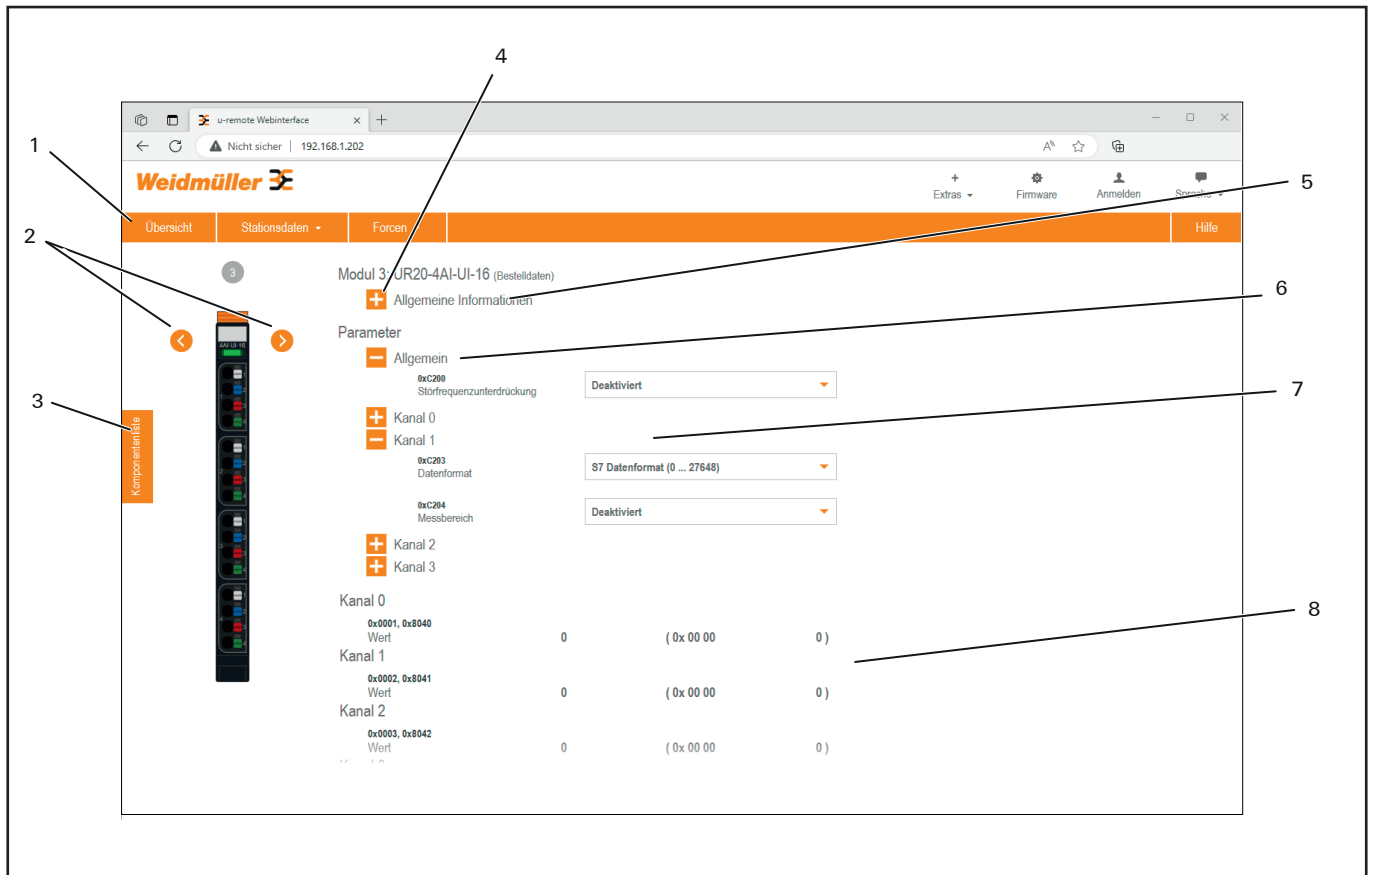 4
u-remote Webinterface
Nicht sicher 192.168.1.202
1
Weidmüller
Extras
Firmware
Anmelden
Sprache
5
Übersicht
Stationsdaten
Forcen
Hilfe
2
3
Modul 3: UR20-4AI-UI-16 (Bestelldaten)
Allgemeine Informationen
6
Parameter
4AI-UI-16
Allgemein
0xC200
Störfrequenzunterdrückung
Deaktiviert
7
3
Komponentenliste
Kanal 0
Kanal 1
0xC203
Datenformat
S7 Datenformat (0 ... 27648)
0xC204
Messbereich
Deaktiviert
Kanal 2
Kanal 3
Kanal 0
8
0x0001, 0x8040
Wert 0 ( 0x 00 00 0 )
Kanal 1
0x0002, 0x8041
Wert 0 ( 0x 00 00 0 )
Kanal 2
0x0003, 0x8042
Wert 0 ( 0x 00 00 0 )